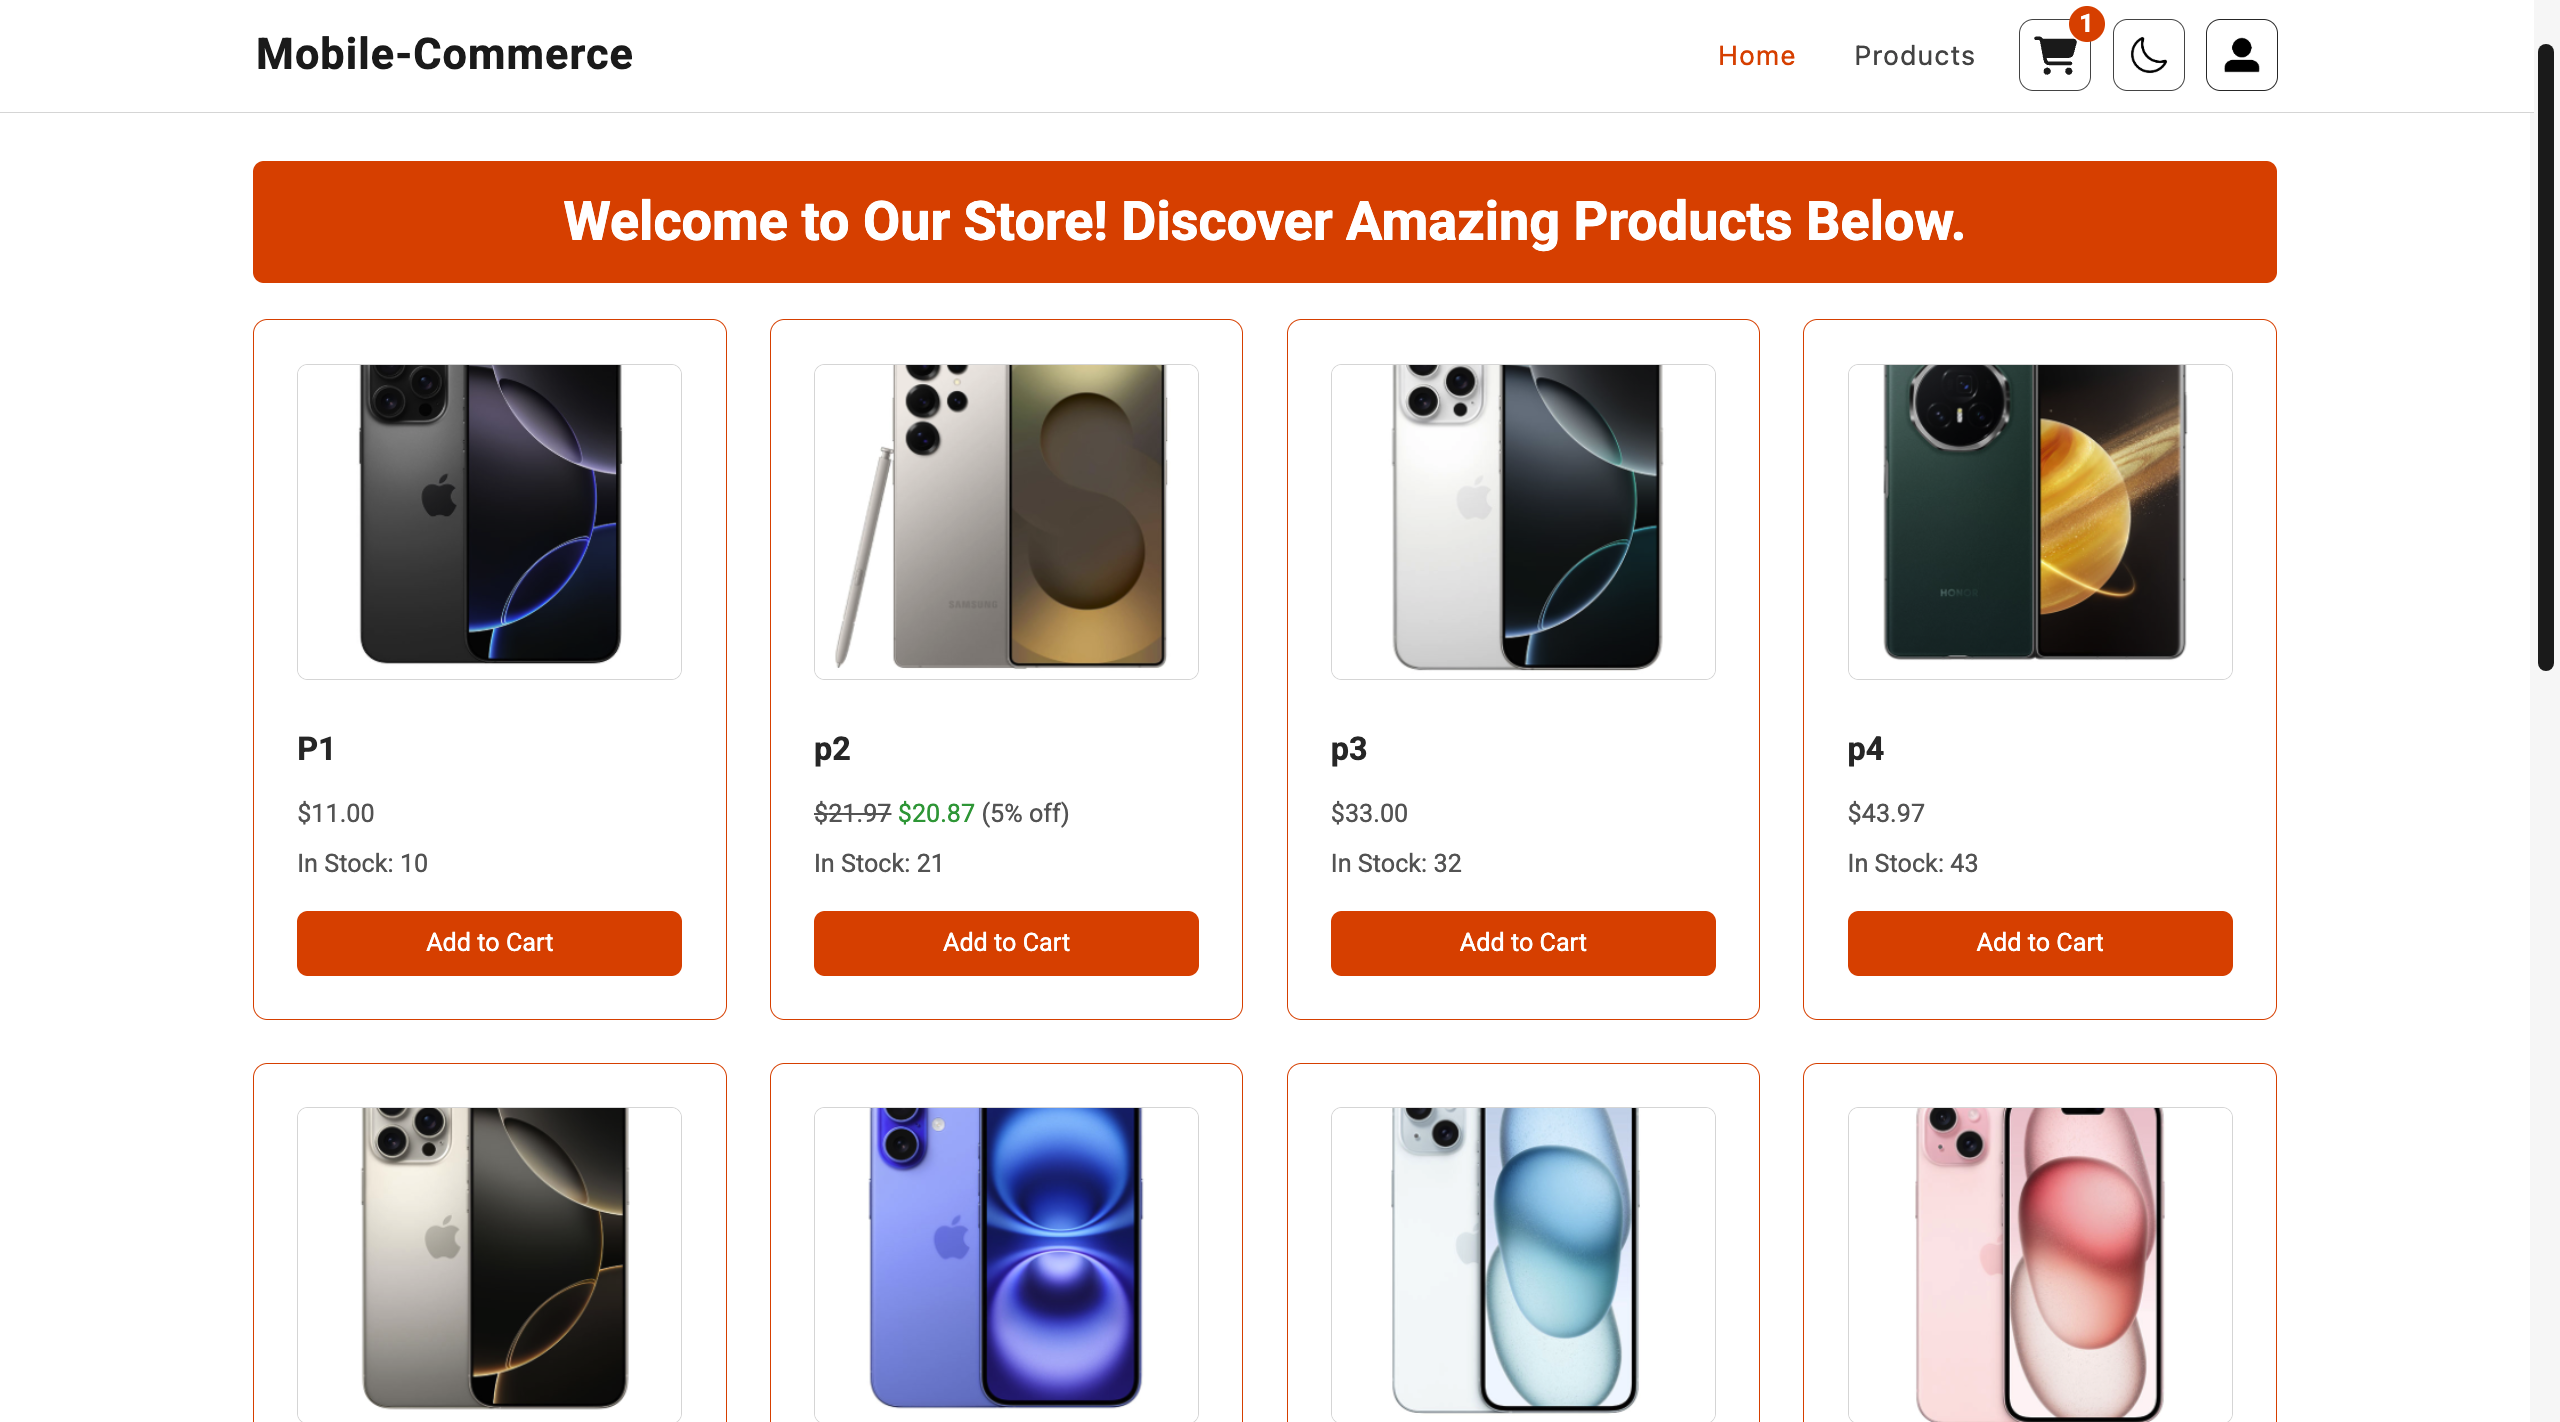 Mobile-Commerce
Home
Products
1
Welcome to Our Store! Discover Amazing Products Below.
SAMSUNG
HONOR
P1
$11.00
In Stock: 10
Add to Cart
p2
$21.97 $20.87 (5% off)
In Stock: 21
Add to Cart
p3
$33.00
In Stock: 32
Add to Cart
p4
$43.97
In Stock: 43
Add to Cart